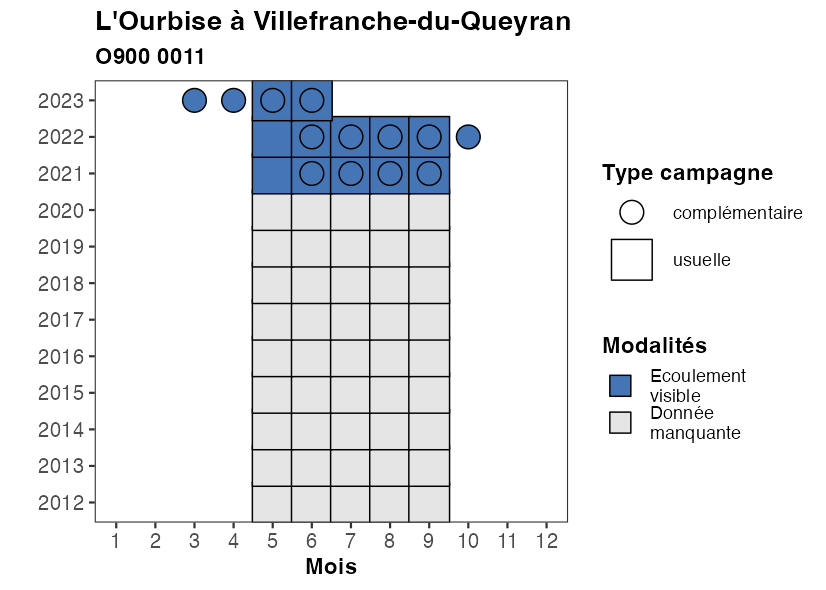 L'Ourbise à Villefranche-du-Queyran
O900 0011
2023
2022
2021
2020
2019
2018
2017
2016
2015
2014
2013
2012
1 2 3 4 5 6 7 8 9 10 11 12
Mois
Type campagne
complémentaire
usuelle
Modalités
Ecoulement
visible
Donnée
manquante